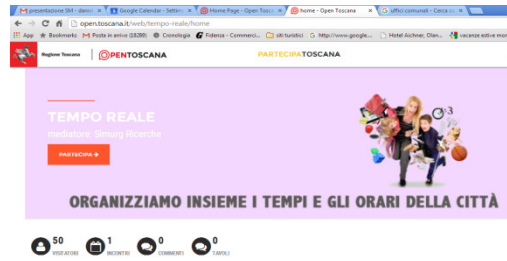 presentazione SM - danni
Google Calendar - Settim
Home Page - Open Tosca
home - Open Toscana
uffici comunali - Cerca co
open.toscana.it/web/tempo-reale/home
App Bookmarks Posta in arrivo (18289) Cronologia Fidenza - Commerci... siti turistici http://www.google... Hotel Aichner, Olan... vacanze estive mon
Regione Toscana OPENTOSCANA PARTECIPATOSCANA
TEMPO REALE
mediatore: Simurg Ricerche
PARTECIPA →
ORGANIZZIAMO INSIEME I TEMPI E GLI ORARI DELLA CITTÀ
50 VISITATORI
1 INCONTRI
0 COMMENTI
0 TAVOLI